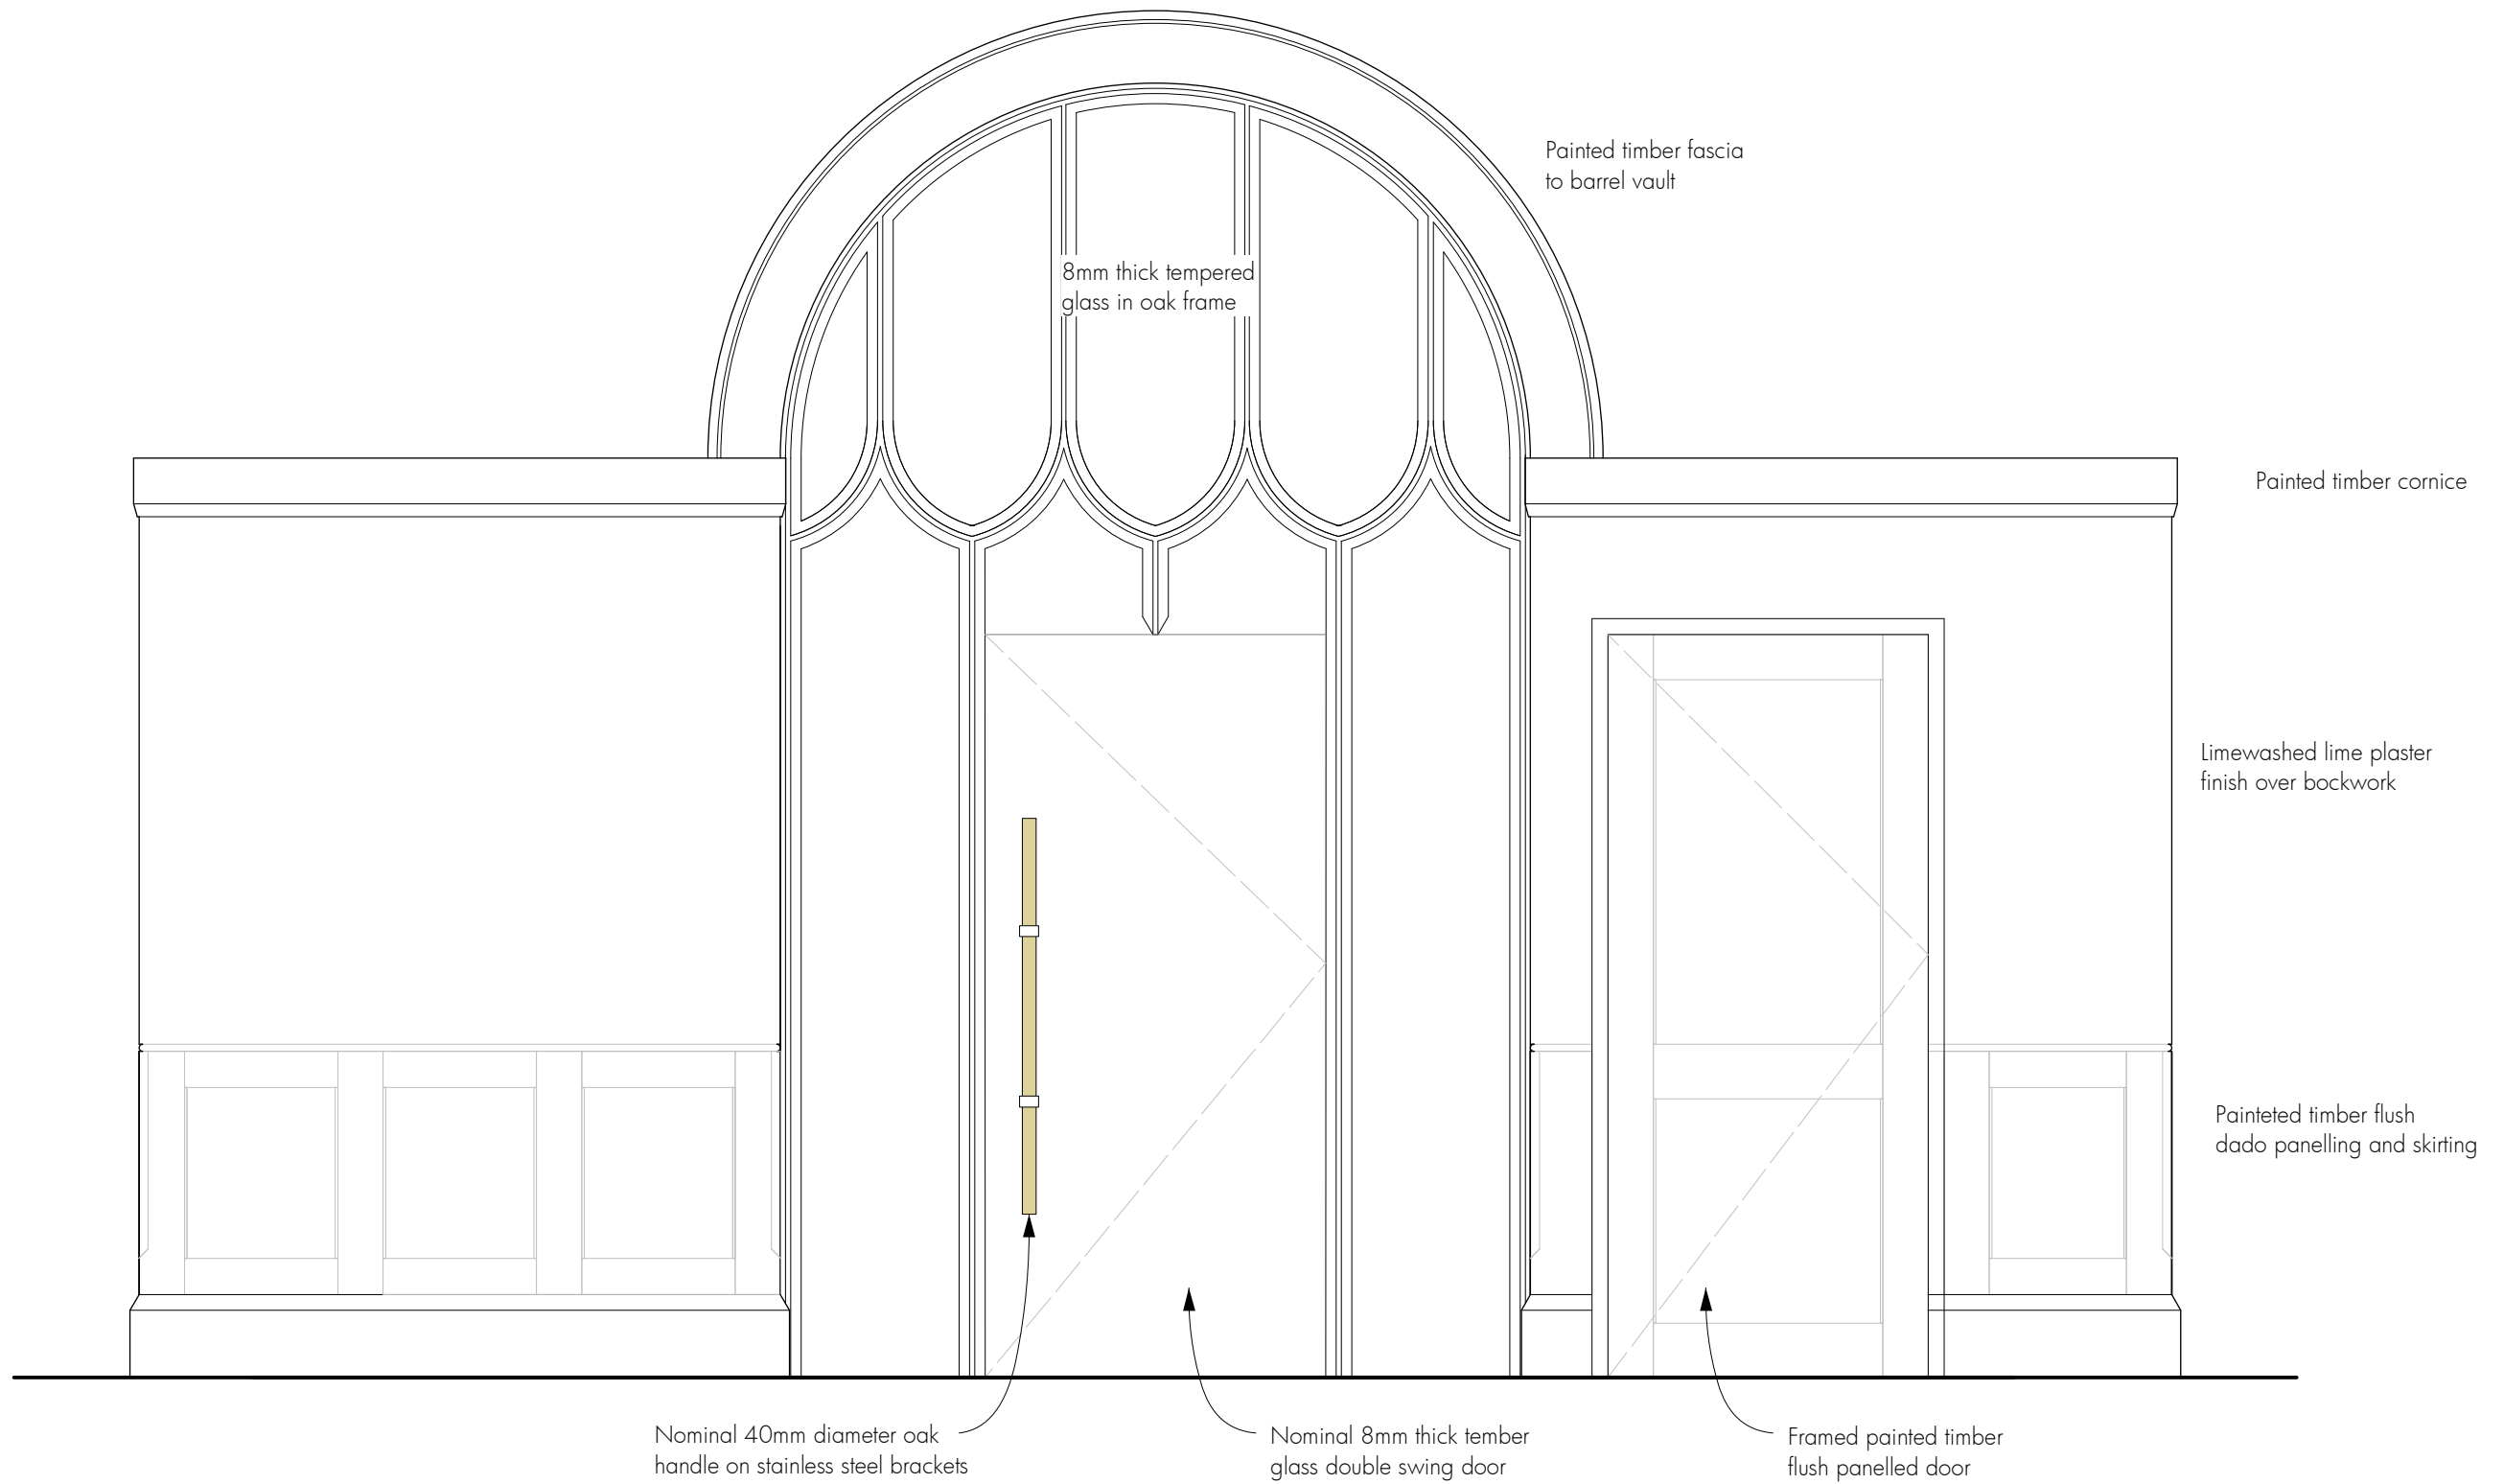 Painted timber fascia
to barrel vault
8mm thick tempered
glass in oak frame
Painted timber cornice
Limewashed lime plaster
finish over bockwork
Painteted timber flush
dado panelling and skirting
Nominal 40mm diameter oak
handle on stainless steel brackets
Nominal 8mm thick tember
glass double swing door
Framed painted timber
flush panelled door